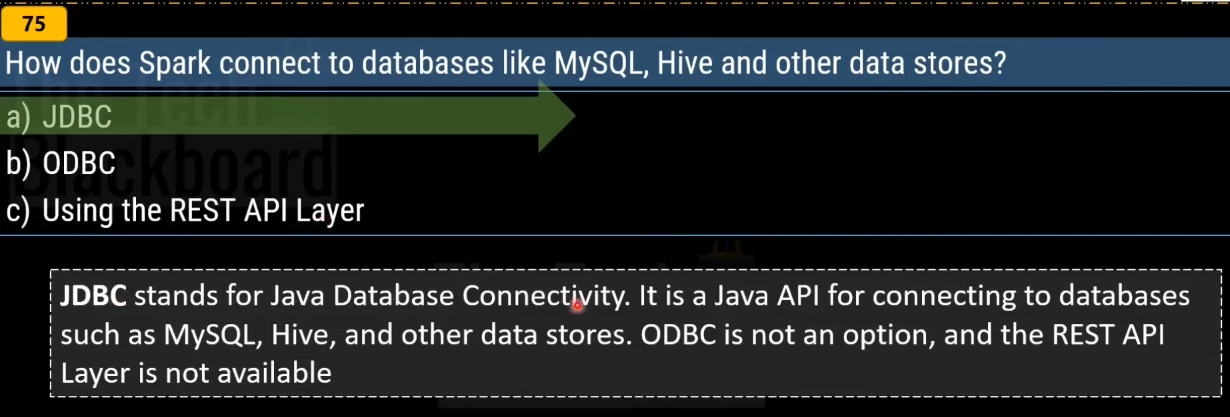 75
How does Spark connect to databases like MySQL, Hive and other data stores?
a) JDBC
b) ODBC
c) Using the REST API Layer
The Tech
Blackboard
JDBC stands for Java Database Connectivity. It is a Java API for connecting to databases
such as MySQL, Hive, and other data stores. ODBC is not an option, and the REST API
Layer is not available